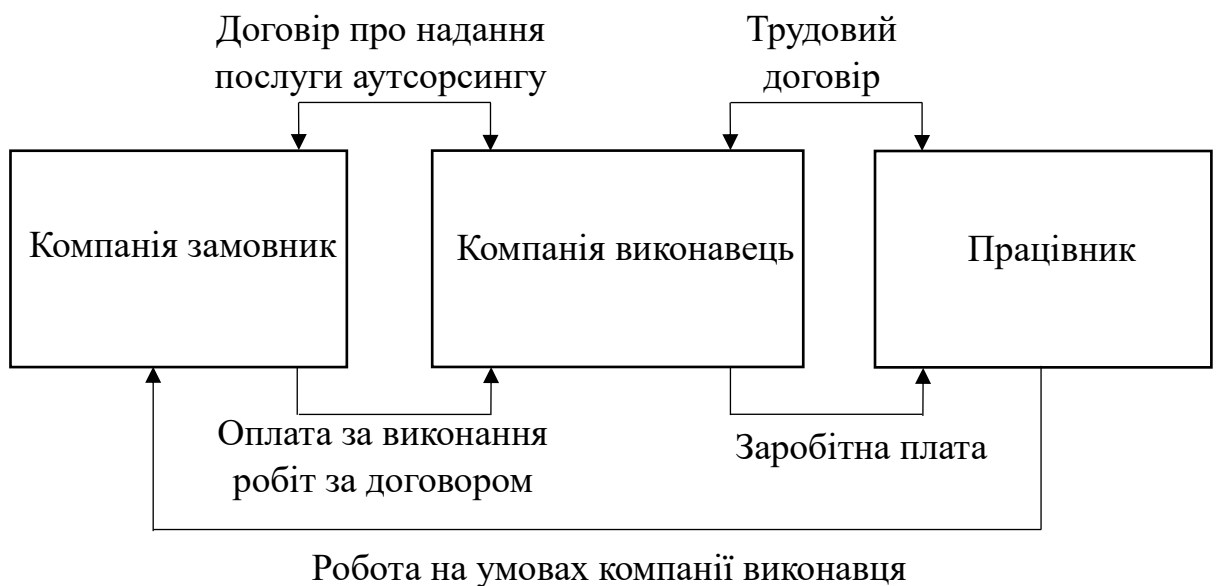 Договір про надання
послуги аутсорсингу
Трудовий
договір
Компанія замовник
Компанія виконавець
Працівник
Оплата за виконання
робіт за договором
Заробітна плата
Робота на умовах компанії виконавця